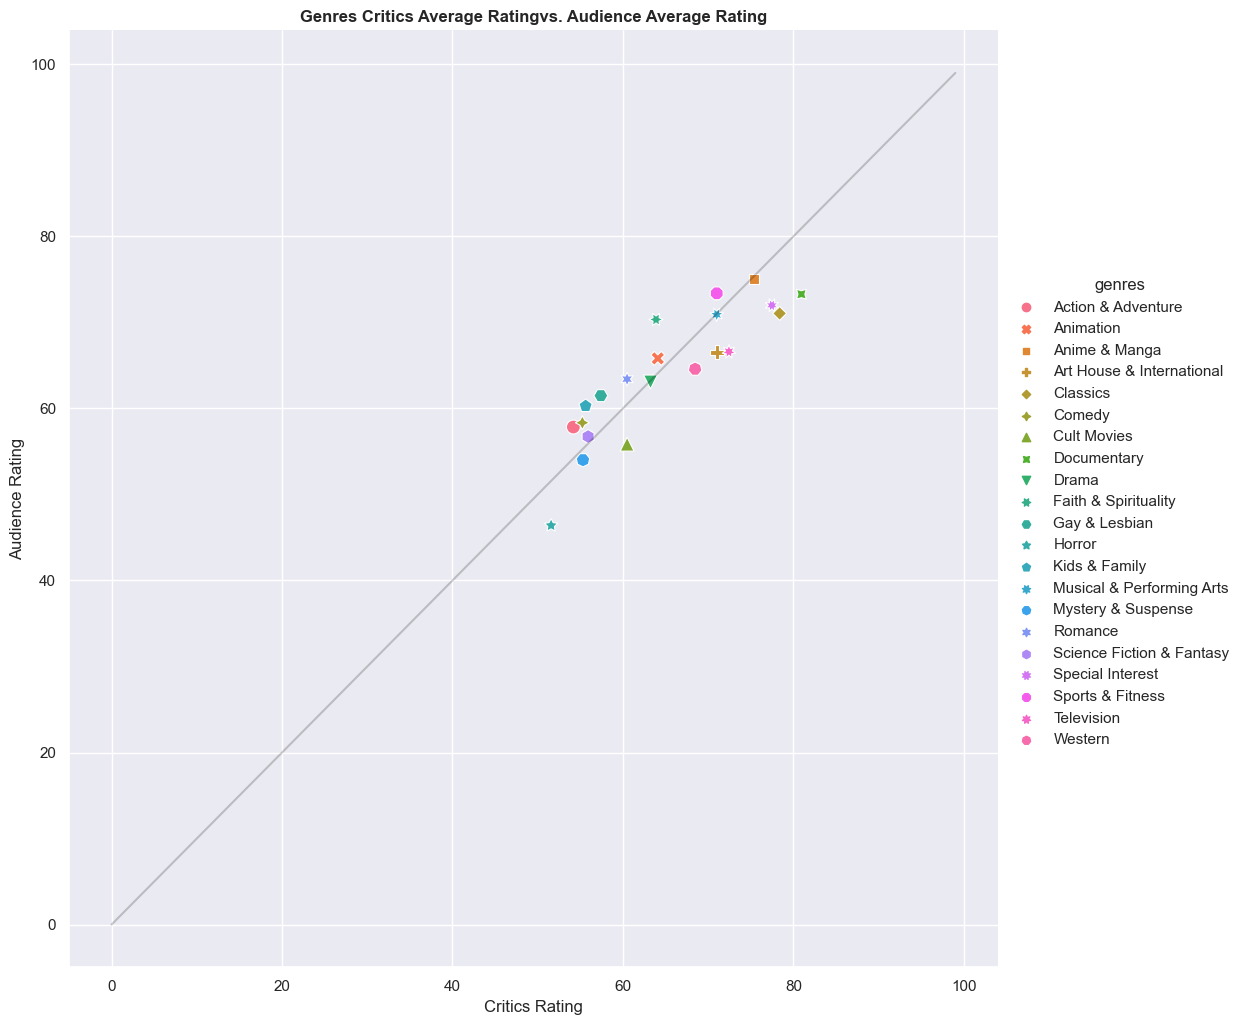 Genres Critics Average Ratingvs. Audience Average Rating
100
80
60
40
20
0
Audience Rating
0 20 40 60 80 100
Critics Rating
genres
Action & Adventure
Animation
Anime & Manga
Art House & International
Classics
Comedy
Cult Movies
Documentary
Drama
Faith & Spirituality
Gay & Lesbian
Horror
Kids & Family
Musical & Performing Arts
Mystery & Suspense
Romance
Science Fiction & Fantasy
Special Interest
Sports & Fitness
Television
Western